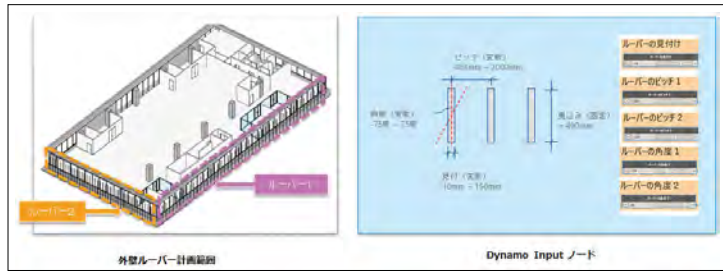 ルーバー1
ルーバー2
外壁ルーバー計画範囲
ピッチ（変数）
400mm ~ 2000mm
角度（変数）
-75度 ~ 75度
見込み（固定）
見付（変数）
10mm ~ 150mm
ルーバーの見付け
ルーバーのピッチ 1
ルーバーのピッチ 2
ルーバーの角度 1
ルーバーの角度 2
Dynamo Input ノード